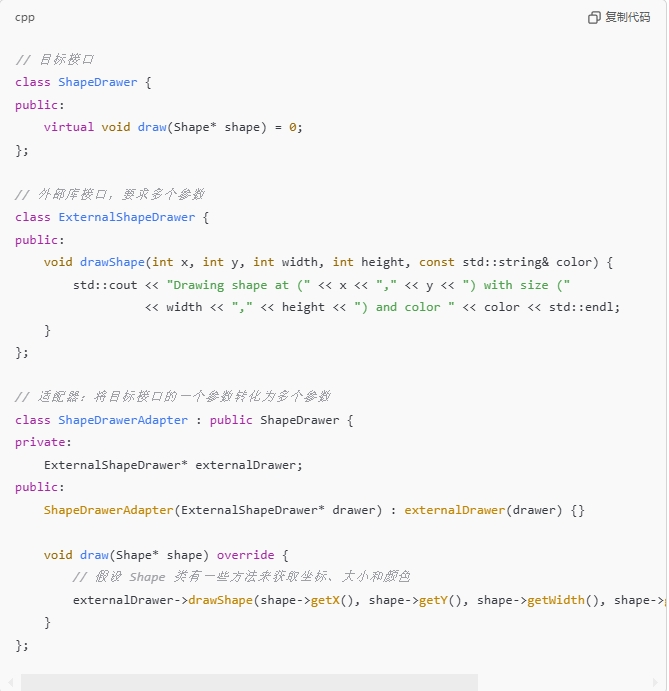 cpp
复制代码
// 目标接口
class ShapeDrawer {
public:
    virtual void draw(Shape* shape) = 0;
};
// 外部库接口，要求多个参数
class ExternalShapeDrawer {
public:
    void drawShape(int x, int y, int width, int height, const std::string& color) {
        std::cout << "Drawing shape at (" << x << "," << y << ") with size ("
                  << width << "," << height << ") and color " << color << std::endl;
    }
};
// 适配器：将目标接口的一个参数转化为多个参数
class ShapeDrawerAdapter : public ShapeDrawer {
private:
    ExternalShapeDrawer* externalDrawer;
public:
    ShapeDrawerAdapter(ExternalShapeDrawer* drawer) : externalDrawer(drawer) {}
    void draw(Shape* shape) override {
        // 假设 Shape 类有一些方法来获取坐标、大小和颜色
        externalDrawer->drawShape(shape->getX(), shape->getY(), shape->getWidth(), shape->
    }
};